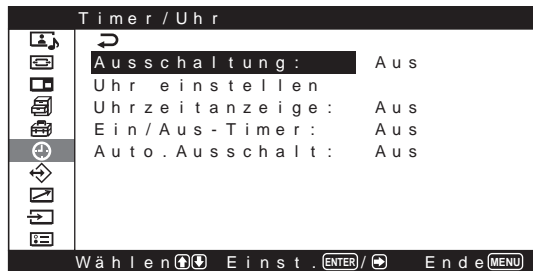 Timer/Uhr
Ausschaltung: Aus
Uhr einstellen
Uhrzeitanzeige: Aus
Ein/Aus-Timer: Aus
Auto.Ausschalt: Aus
Wählen Einst. ENTER/ Ende MENU